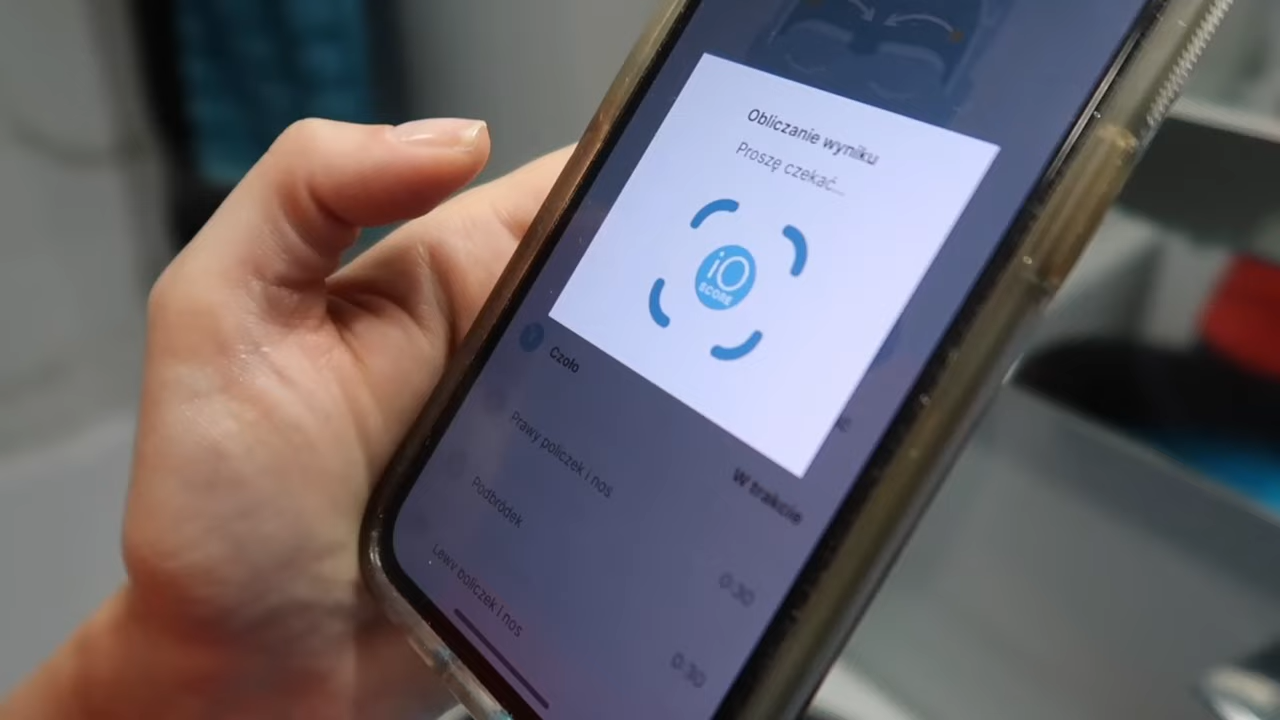 Obliczanie wyniku
Proszę czekać...
iO
SCORE
Czoło
W trakcie
Prawy policzek i nos
0:30
Podbródek
0:30
Lewy policzek i nos